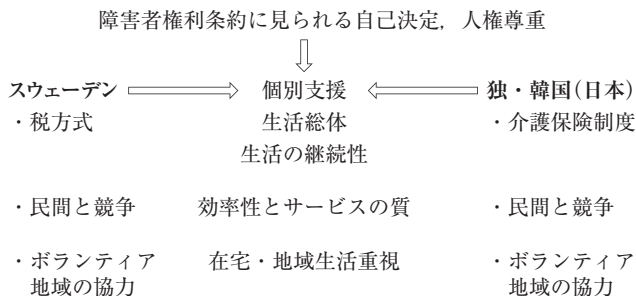 障害者権利条約に見られる自己決定，人権尊重
スウェーデン 個別支援 独・韓国(日本)
・税方式 生活総体 ・介護保険制度
生活の継続性
・民間と競争 効率性とサービスの質 ・民間と競争
・ボランティア 在宅・地域生活重視 ・ボランティア
地域の協力 地域の協力